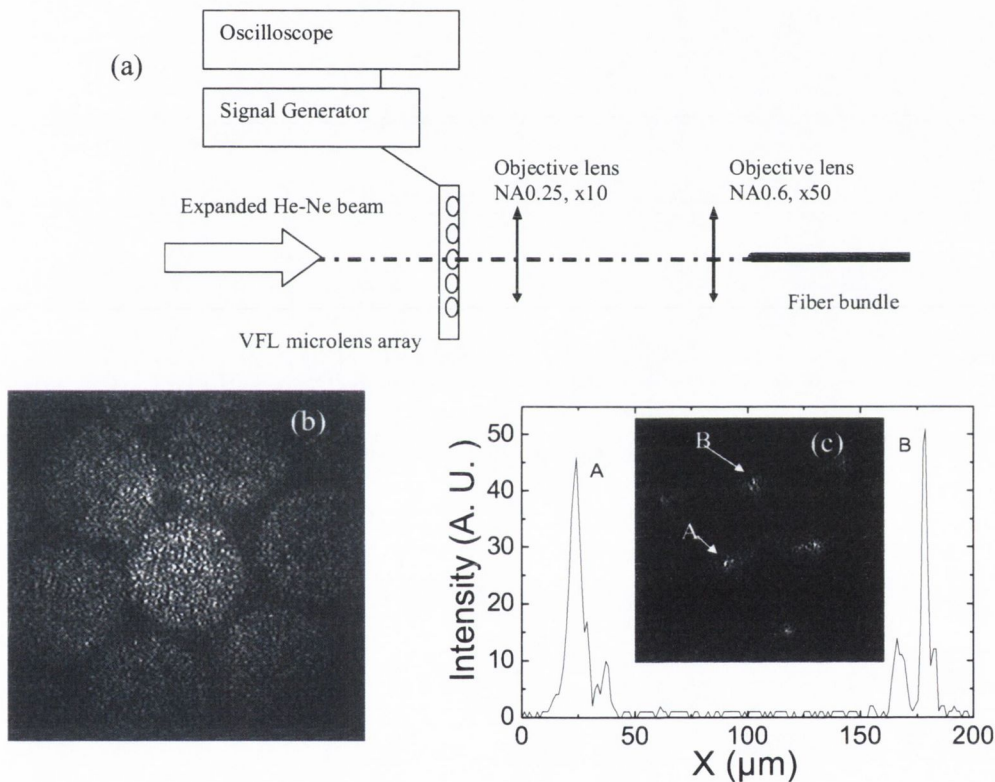 Oscilloscope
(a)
Signal Generator
Objective lens
NA0.25, x10
Objective lens
NA0.6, x50
Expanded He-Ne beam
Fiber bundle
VFL microlens array
(b)
(c)
A
B
B
A
Intensity (A. U.)
50
40
30
20
10
0
0
50
100
150
200
X (µm)